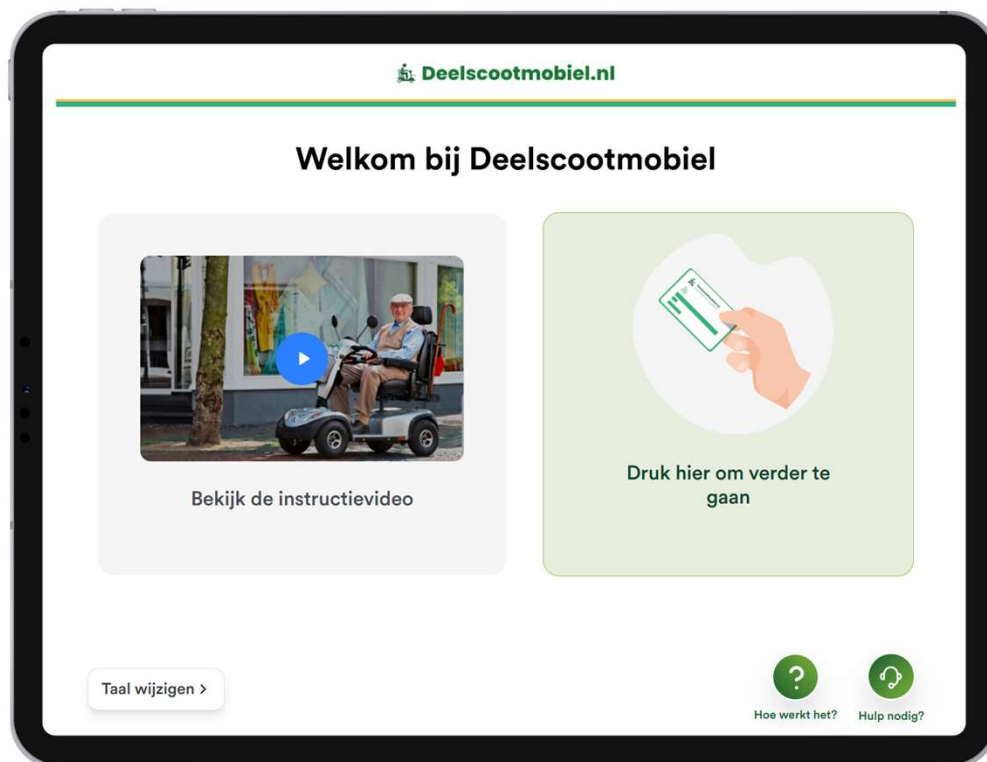 Deelscootmobiel.nl
Welkom bij Deelscootmobiel
Bekijk de instructievideo
Druk hier om verder te
gaan
Taal wijzigen >
Hoe werkt het?
Hulp nodig?